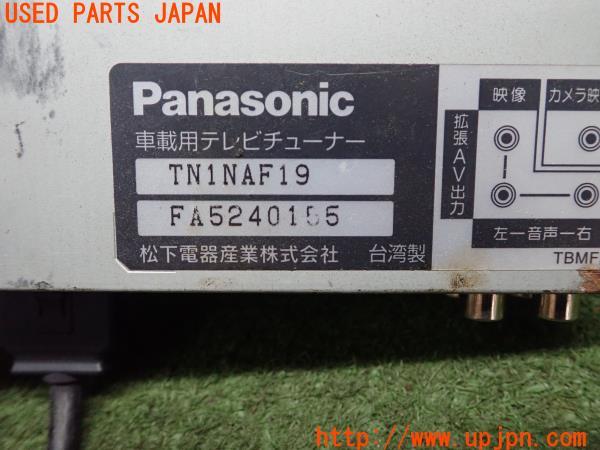 USED PARTS JAPAN
Panasonic
車載用テレビチューナー
TN1NAF19
FA5240155
松下電器産業株式会社 台湾製
映像
カメラ映
拡張AV出力
左ー音声ー右
TBMF
http://www.upjpn.com